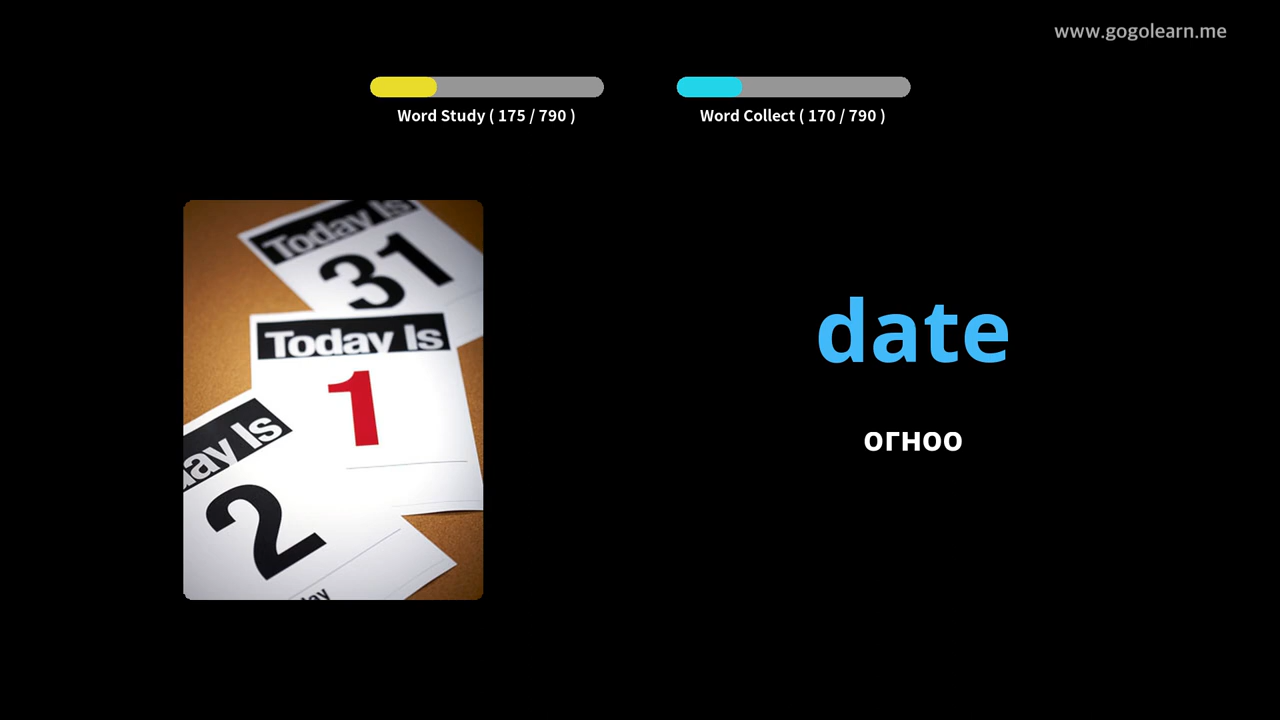 www.gogolearn.me
Word Study ( 175 / 790 )
Word Collect ( 170 / 790 )
Today Is
31
Today Is
1
day Is
2
date
огноо